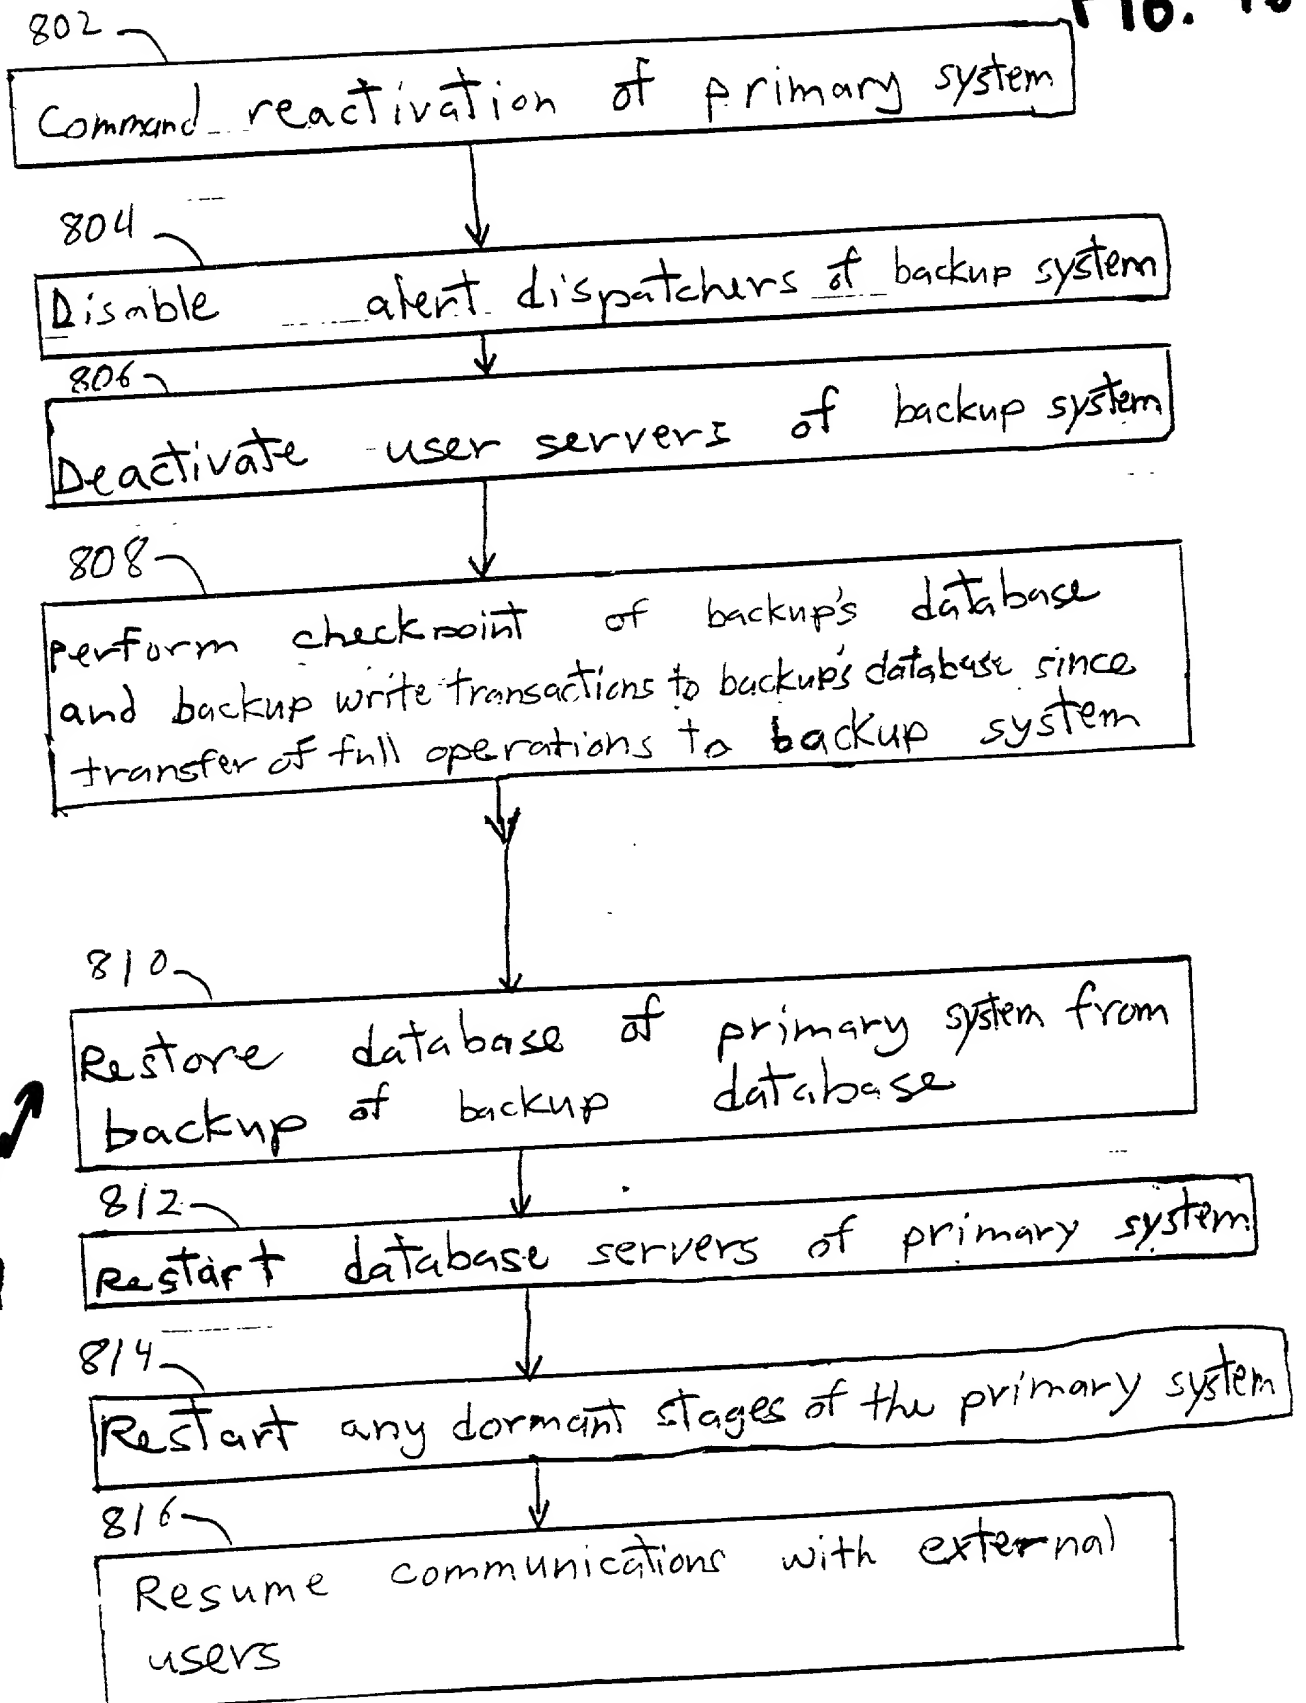 FIG.
802
Command reactivation of primary system
804
Disable alert dispatchers of backup system
806
Deactivate user servers of backup system
808
Perform checkpoint of backup's database
and backup write transactions to backup's database since
transfer of full operations to backup system
810
Restore database of primary system from
backup of backup database
812
Restart database servers of primary system
814
Restart any dormant stages of the primary system
816
Resume communications with external
users